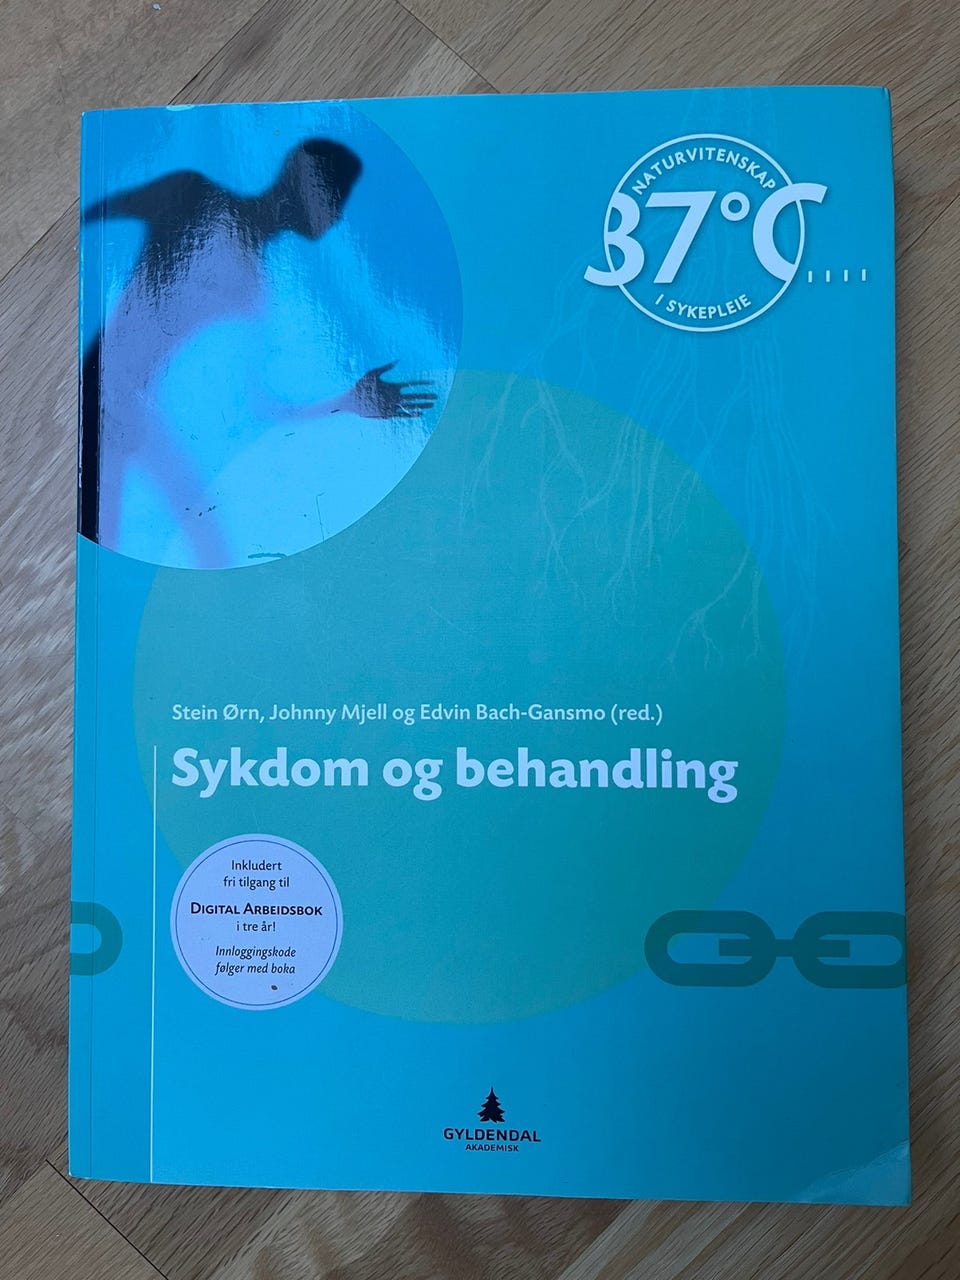 NATURVITENSKAP
37°C
I SYKEPLEIE
Stein Ørn, Johnny Mjell og Edvin Bach-Gansmo (red.)
Sykdom og behandling
Inkludert
fri tilgang til
DIGITAL ARBEIDSBOK
i tre år!
Innloggingskode
følger med boka
GYLDENDAL
AKADEMISK